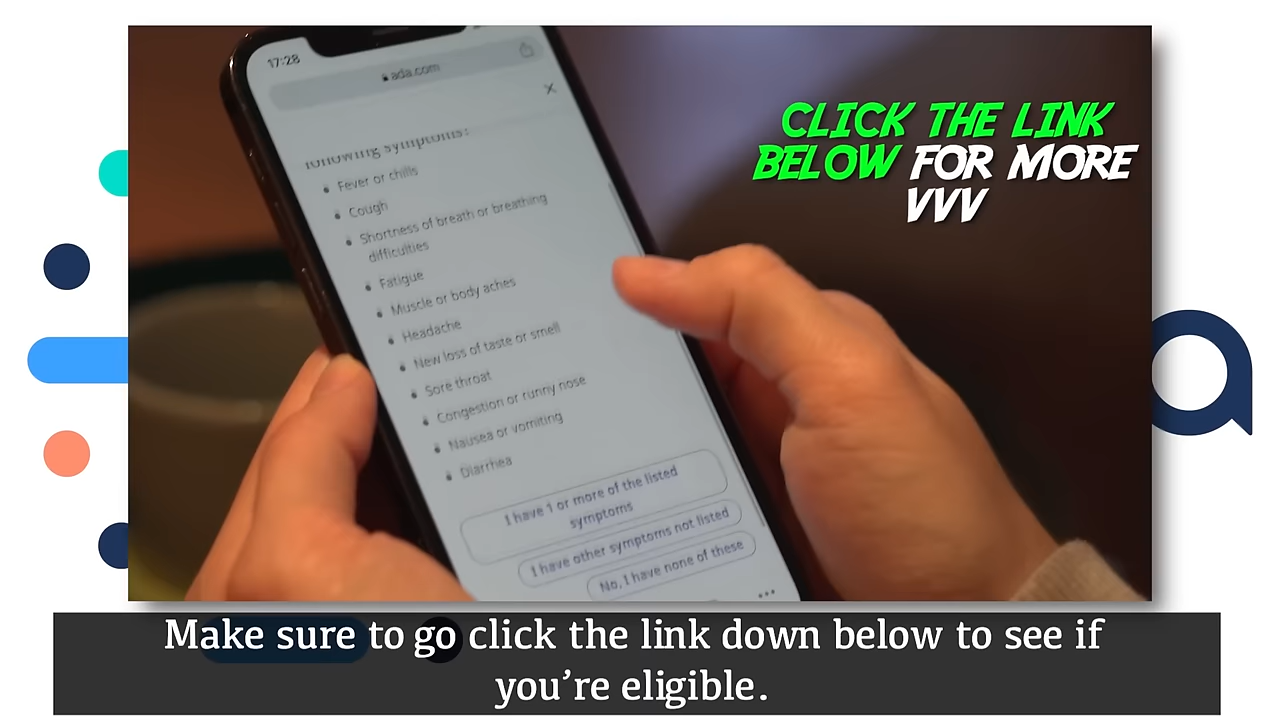 17:28
ada.com
following symptoms:
Fever or chills
Cough
Shortness of breath or breathing
difficulties
Fatigue
Muscle or body aches
Headache
New loss of taste or smell
Sore throat
Congestion or runny nose
Nausea or vomiting
Diarrhea
I have 1 or more of the listed
symptoms
I have other symptoms not listed
No, I have none of these
CLICK THE LINK
BELOW FOR MORE
VVV
Make sure to go click the link down below to see if
you’re eligible.